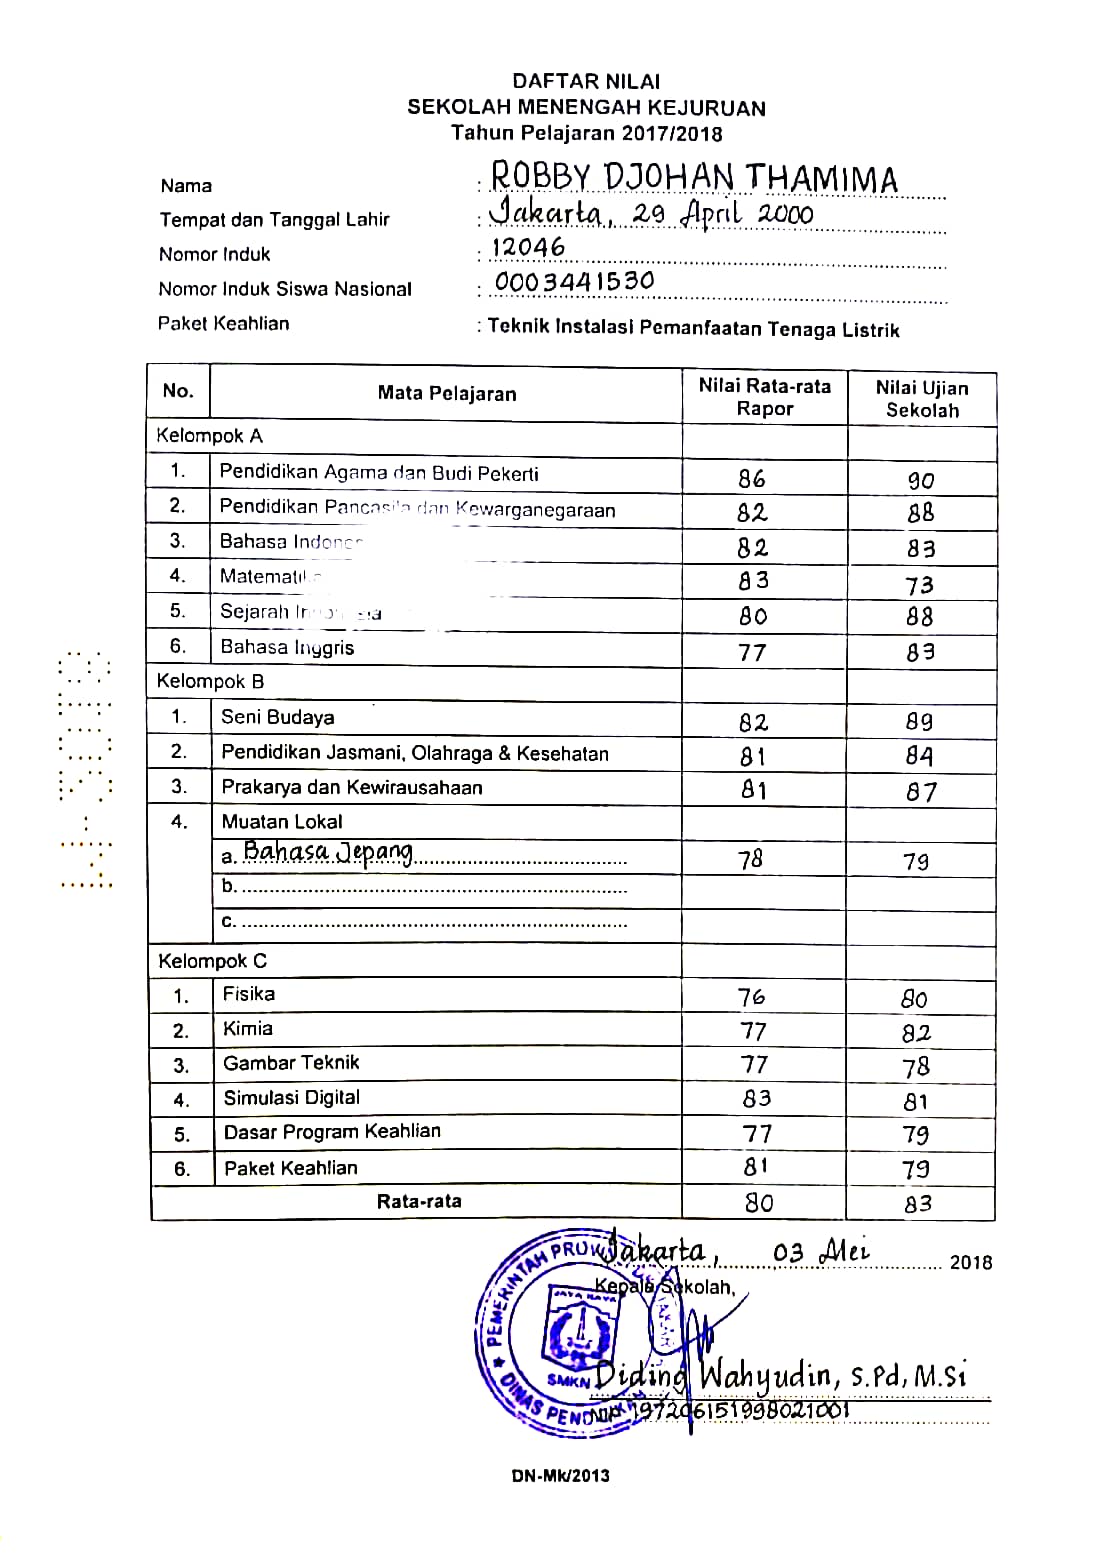 DAFTAR NILAI
SEKOLAH MENENGAH KEJURUAN
Tahun Pelajaran 2017/2018
Nama : ROBBY DJOHAN THAMIMA
Tempat dan Tanggal Lahir : Jakarta, 29 April 2000
Nomor Induk : 12046
Nomor Induk Siswa Nasional : 0003441530
Paket Keahlian : Teknik Instalasi Pemanfaatan Tenaga Listrik
No. Mata Pelajaran Nilai Rata-rata Rapor Nilai Ujian Sekolah
Kelompok A
1. Pendidikan Agama dan Budi Pekerti 86 90
2. Pendidikan Pancasila dan Kewarganegaraan 82 88
3. Bahasa 82 83
4. 83 73
5. Sejarah 80 88
6. Bahasa Inggris 77 83
Kelompok B
1. Seni Budaya 82 89
2. Pendidikan Jasmani, Olahraga & Kesehatan 81 84
3. Prakarya dan Kewirausahaan 81 87
4. Muatan Lokal
a. Bahasa Jepang 78 79
b.
c.
Kelompok C
1. Fisika 76 80
2. Kimia 77 82
3. Gambar Teknik 77 78
4. Simulasi Digital 83 81
5. Dasar Program Keahlian 77 79
6. Paket Keahlian 81 79
Rata-rata 80 83
Jakarta, 03 Mei 2018
Kepala Sekolah,
PEMERINTAH
JAYA RAYA
SMKN
DINAS
Diding Wahyudin, S.Pd, M.Si
NIP 197206151998021001
DN-Mk/2013